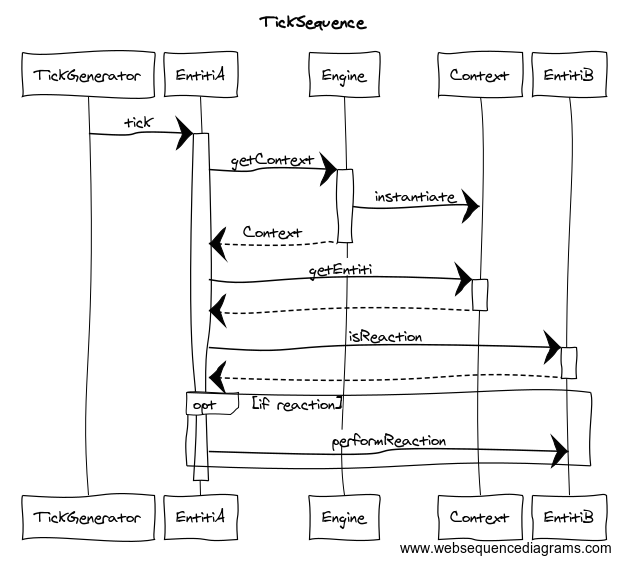 TickSequence
TickGenerator EntitiA Engine Context EntitiB
tick
getContext
instantiate
Context
getEntiti
isReaction
opt [if reaction]
performReaction
TickGenerator EntitiA Engine Context EntitiB
www.websequencediagrams.com